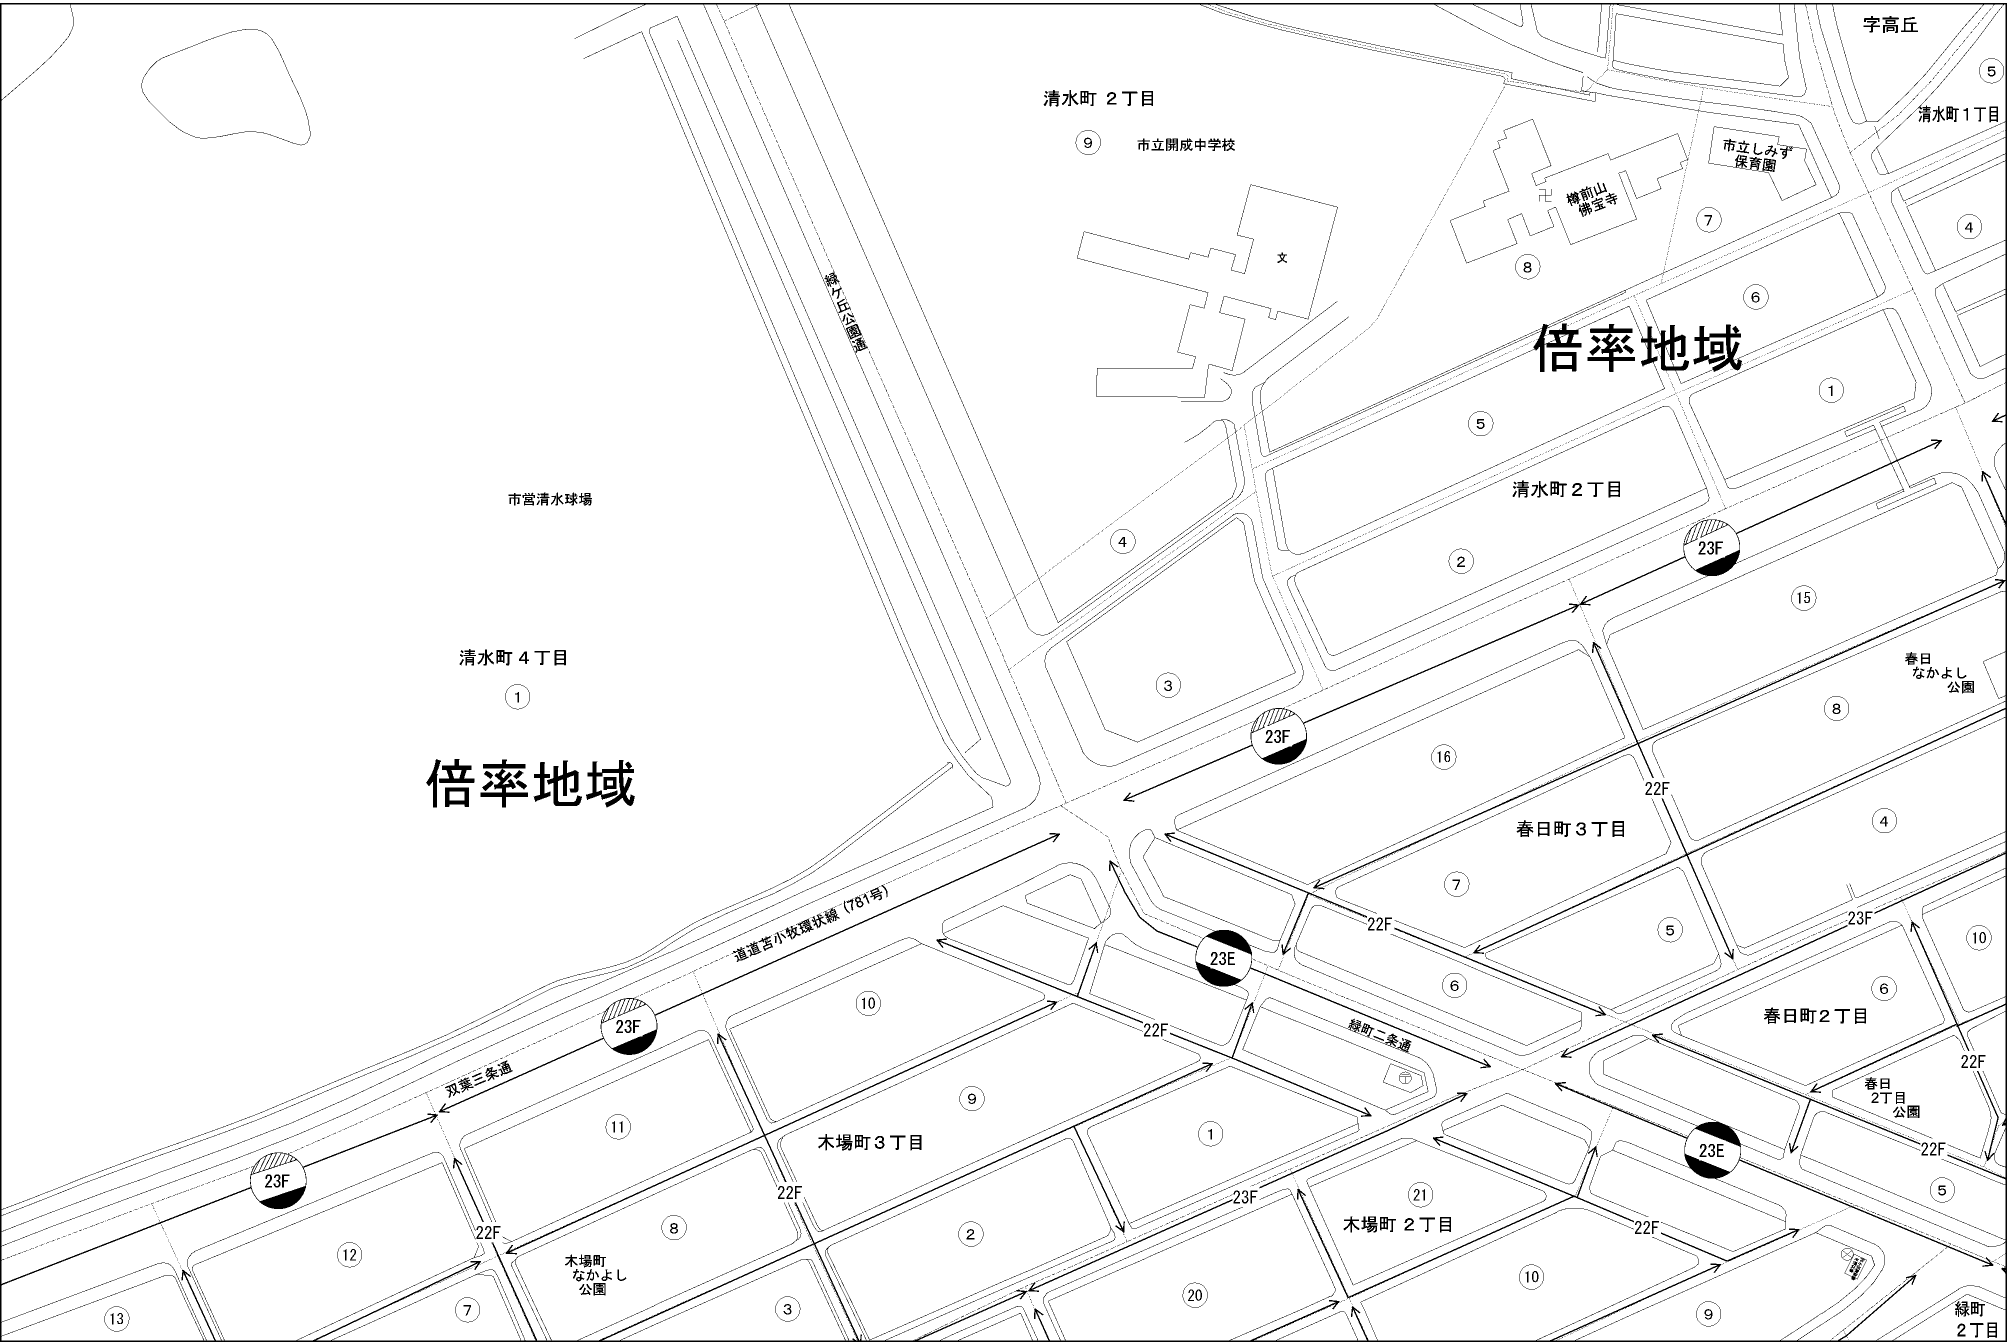 字高丘
⑤
清水町 2丁目
清水町1丁目
⑨
市立開成中学校
市立しみず
保育園
卍
樽前山
佛宝寺
⑦
④
文
⑧
⑥
緑ケ丘公園通
倍率地域
①
⑤
清水町2丁目
市営清水球場
④
②
23F
⑮
清水町4丁目
①
③
春日
なかよし
公園
⑧
23F
⑯
倍率地域
22F
春日町3丁目
④
⑦
道道苫小牧環状線(781号)
22F
23F
⑤
⑩
23E
⑥
⑥
⑩
23F
22F
緑町二条通
春日町2丁目
双葉三条通
22F
〒
春日
2丁目
公園
⑨
⑪
木場町3丁目
①
23E
22F
23F
22F
23F
⑤
㉑
木場町 2丁目
22F
22F
⑧
②
⑫
木場町
なかよし
公園
⑩
⑬
⑦
③
⑳
⑨
緑町
2丁目